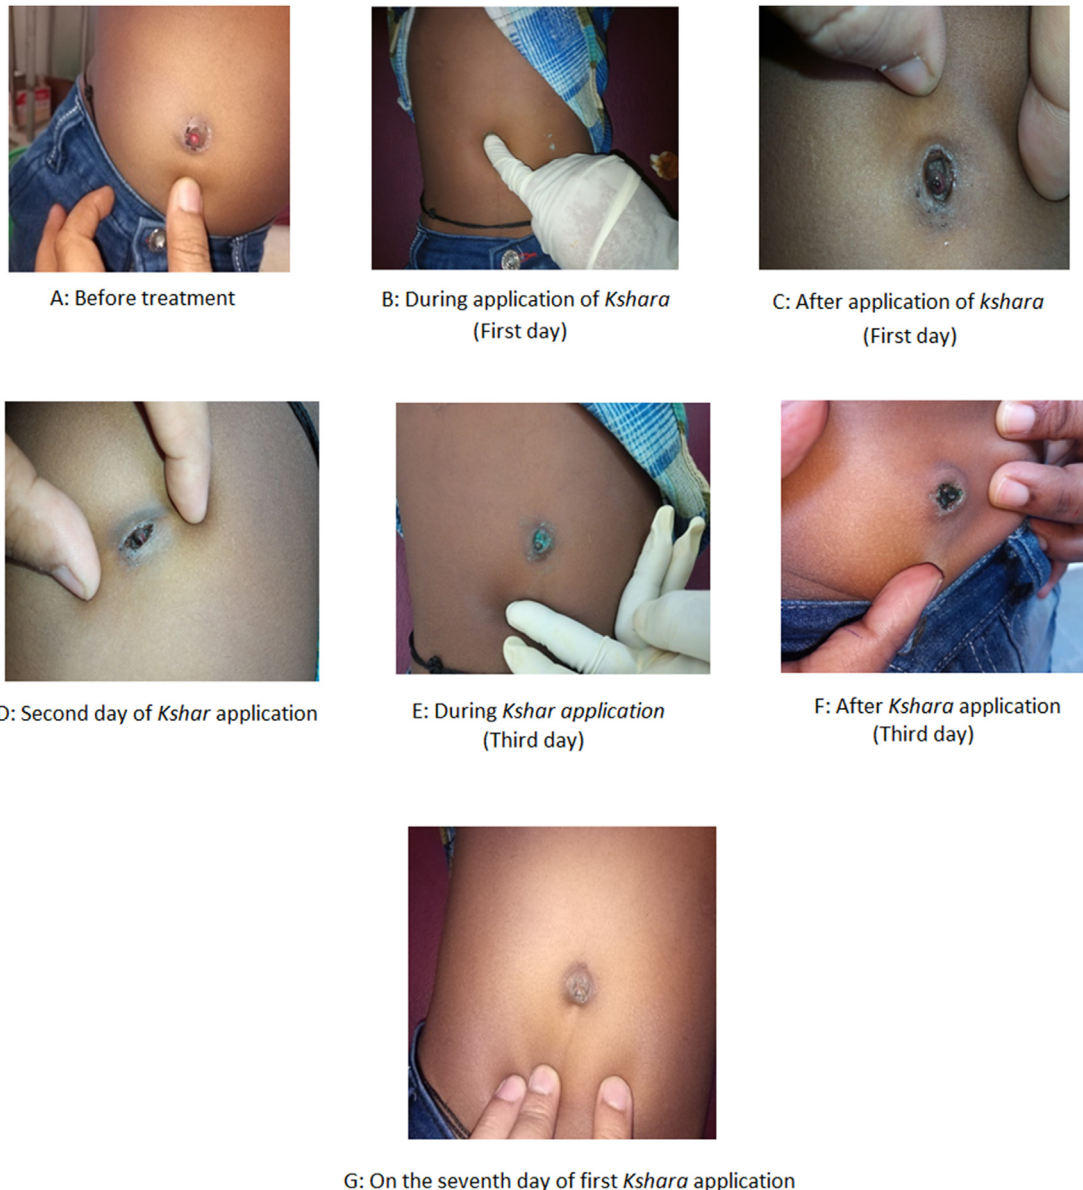 A: Before treatment
B: During application of Kshara
(First day)
C: After application of kshara
(First day)
D: Second day of Kshar application
E: During Kshar application
(Third day)
F: After Kshara application
(Third day)
G: On the seventh day of first Kshara application